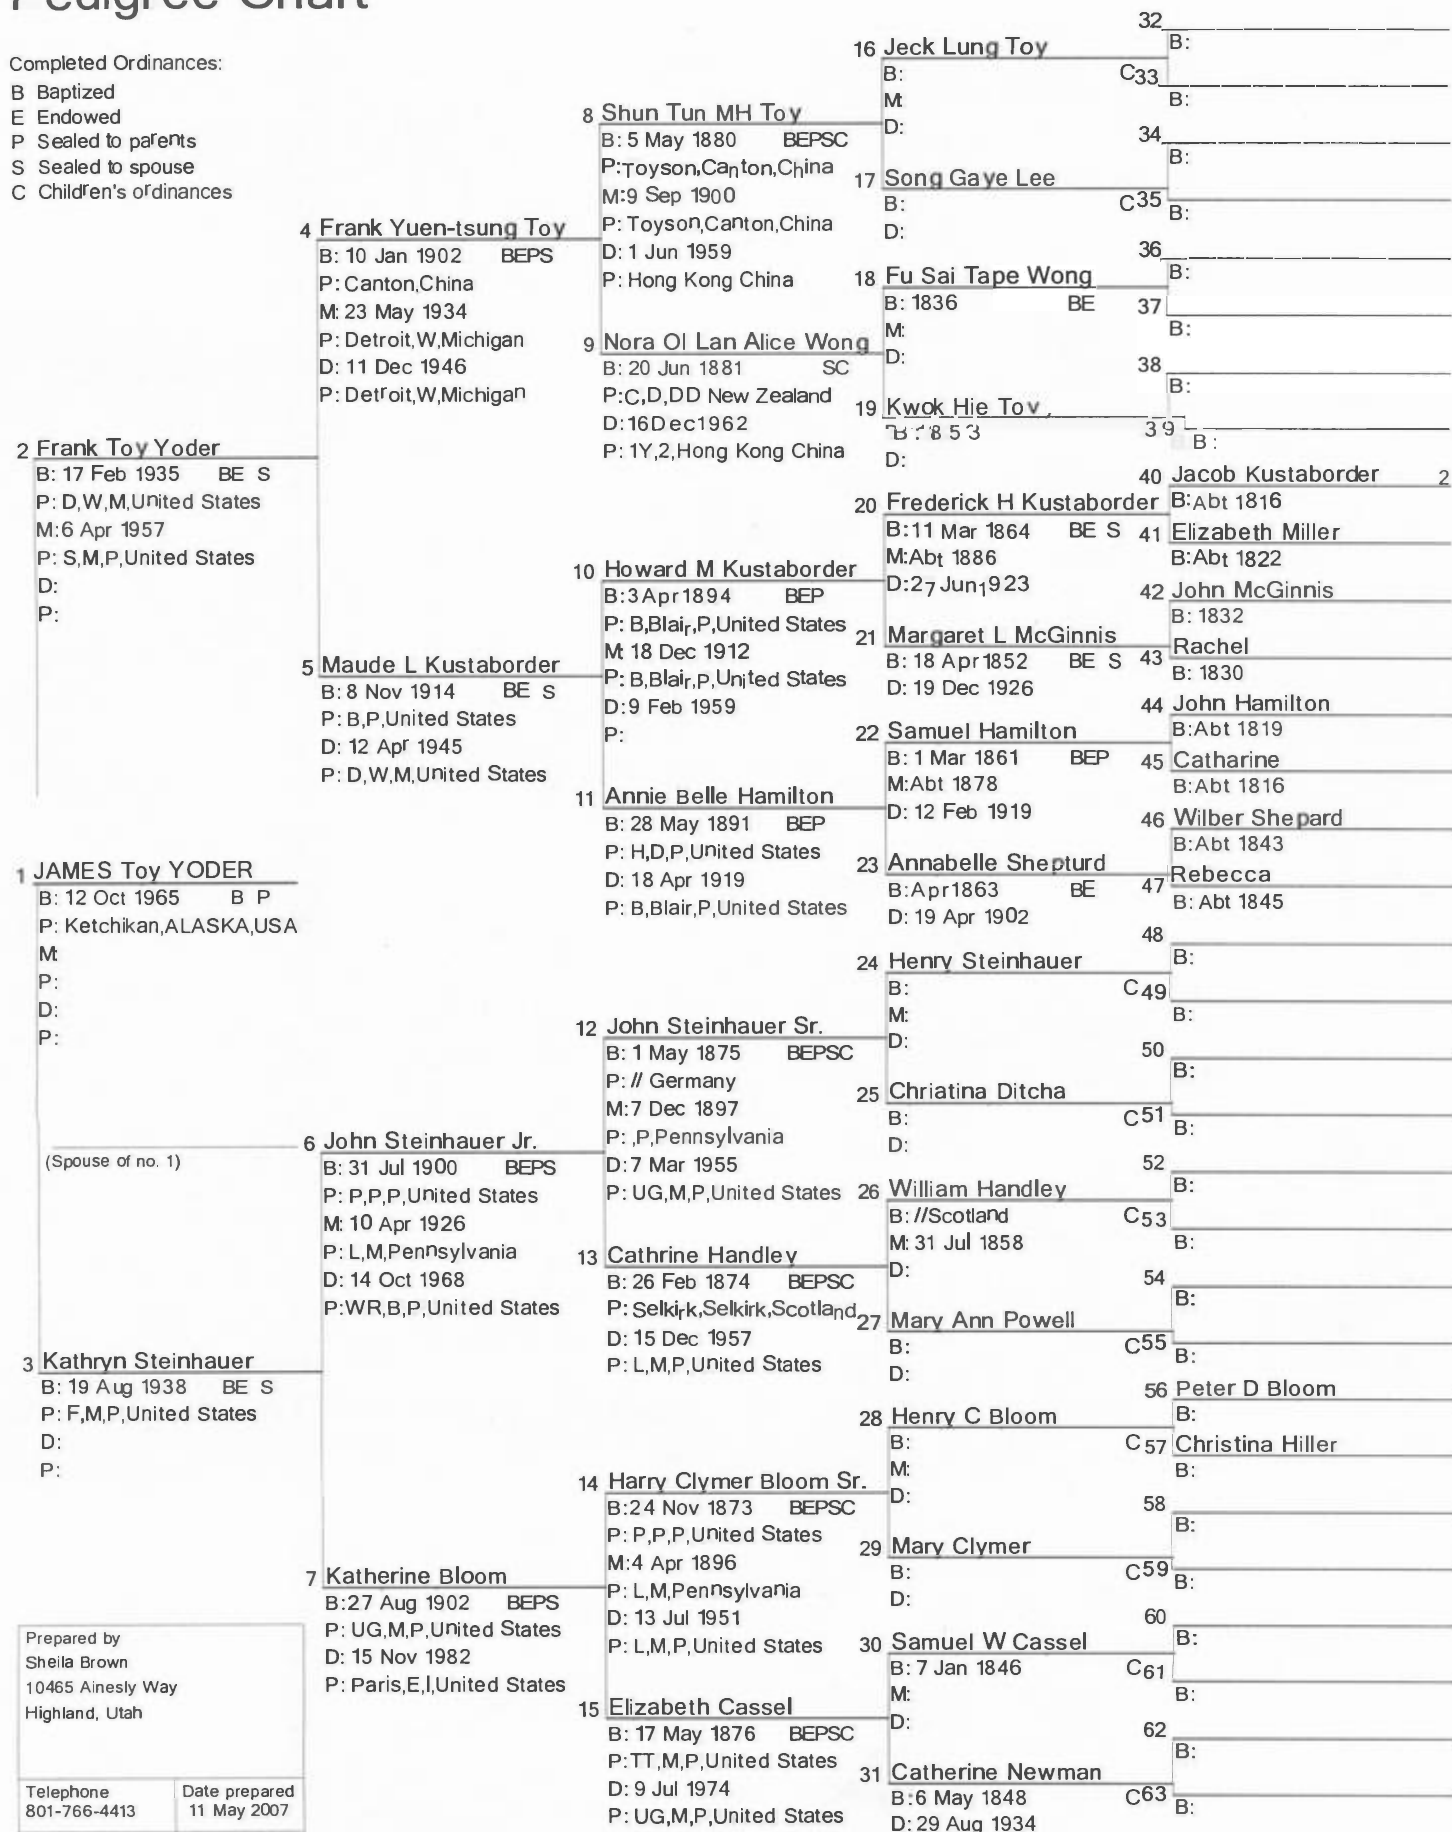 Pedigree Chart
Completed Ordinances:
B Baptized
E Endowed
P Sealed to parents
S Sealed to spouse
C Children's ordinances
2 Frank Toy Yoder
B: 17 Feb 1935 BE S
P: D,W,M,United States
M:6 Apr 1957
P: S,M,P,United States
D:
P:
1 JAMES Toy YODER
B: 12 Oct 1965 B P
P: Ketchikan,ALASKA,USA
M:
P:
D:
P:
(Spouse of no. 1)
3 Kathryn Steinhauer
B: 19 Aug 1938 BE S
P: F,M,P,United States
D:
P:
Prepared by
Sheila Brown
10465 Ainesly Way
Highland, Utah
Telephone
801-766-4413
Date prepared
11 May 2007
4 Frank Yuen-tsung Toy
B: 10 Jan 1902 BEPS
P: Canton,China
M: 23 May 1934
P: Detroit,W,Michigan
D: 11 Dec 1946
P: Detroit,W,Michigan
5 Maude L Kustaborder
B: 8 Nov 1914 BE S
P: B,P,United States
D: 12 Apr 1945
P: D,W,M,United States
6 John Steinhauer Jr.
B: 31 Jul 1900 BEPS
P: P,P,P,United States
M: 10 Apr 1926
P: L,M,Pennsylvania
D: 14 Oct 1968
P:WR,B,P,United States
7 Katherine Bloom
B:27 Aug 1902 BEPS
P: UG,M,P,United States
D: 15 Nov 1982
P: Paris,E,I,United States
8 Shun Tun MH Toy
B: 5 May 1880 BEPSC
P:Toyson,Canton,China
M:9 Sep 1900
P: Toyson,Canton,China
D: 1 Jun 1959
P: Hong Kong China
9 Nora Ol Lan Alice Wong
B: 20 Jun 1881 SC
P:C,D,DD New Zealand
D:16Dec1962
P: 1Y,2,Hong Kong China
10 Howard M Kustaborder
B:3Apr1894 BEP
P: B,Blair,P,United States
M: 18 Dec 1912
P: B,Blair,P,United States
D:9 Feb 1959
P:
11 Annie Belle Hamilton
B: 28 May 1891 BEP
P: H,D,P,United States
D: 18 Apr 1919
P: B,Blair,P,United States
12 John Steinhauer Sr.
B: 1 May 1875 BEPSC
P: // Germany
M:7 Dec 1897
P: ,P,Pennsylvania
D:7 Mar 1955
P: UG,M,P,United States
13 Cathrine Handley
B: 26 Feb 1874 BEPSC
P: Selkirk,Selkirk,Scotland
D: 15 Dec 1957
P: L,M,P,United States
14 Harry Clymer Bloom Sr.
B:24 Nov 1873 BEPSC
P: P,P,P,United States
M:4 Apr 1896
P: L,M,Pennsylvania
D: 13 Jul 1951
P: L,M,P,United States
15 Elizabeth Cassel
B: 17 May 1876 BEPSC
P:TT,M,P,United States
D: 9 Jul 1974
P: UG,M,P,United States
16 Jeck Lung Toy
B: C
M:
D:
17 Song Gaye Lee
B: C
D:
18 Fu Sai Tape Wong
B: 1836 BE
M:
D:
19 Kwok Hie Toy
B:1853
D:
20 Frederick H Kustaborder
B:11 Mar 1864 BE S
M:Abt 1886
D:27 Jun1923
21 Margaret L McGinnis
B: 18 Apr1852 BE S
D: 19 Dec 1926
22 Samuel Hamilton
B: 1 Mar 1861 BEP
M:Abt 1878
D: 12 Feb 1919
23 Annabelle Shepturd
B:Apr1863 BE
D: 19 Apr 1902
24 Henry Steinhauer
B: C
M:
D:
25 Chriatina Ditcha
B: C
D:
26 William Handley
B: //Scotland C
M: 31 Jul 1858
D:
27 Mary Ann Powell
B: C
D:
28 Henry C Bloom
B: C
M:
D:
29 Mary Clymer
B: C
D:
30 Samuel W Cassel
B: 7 Jan 1846 C
M:
D:
31 Catherine Newman
B:6 May 1848 C
D: 29 Aug 1934
32
B:
33
B:
34
B:
35
B:
36
B:
37
B:
38
B:
39
B:
40 Jacob Kustaborder 2
B:Abt 1816
41 Elizabeth Miller
B:Abt 1822
42 John McGinnis
B: 1832
43 Rachel
B: 1830
44 John Hamilton
B:Abt 1819
45 Catharine
B:Abt 1816
46 Wilber Shepard
B:Abt 1843
47 Rebecca
B: Abt 1845
48
B:
49
B:
50
B:
51
B:
52
B:
53
B:
54
B:
55
B:
56 Peter D Bloom
B:
57 Christina Hiller
B:
58
B:
59
B:
60
B:
61
B:
62
B:
63
B: